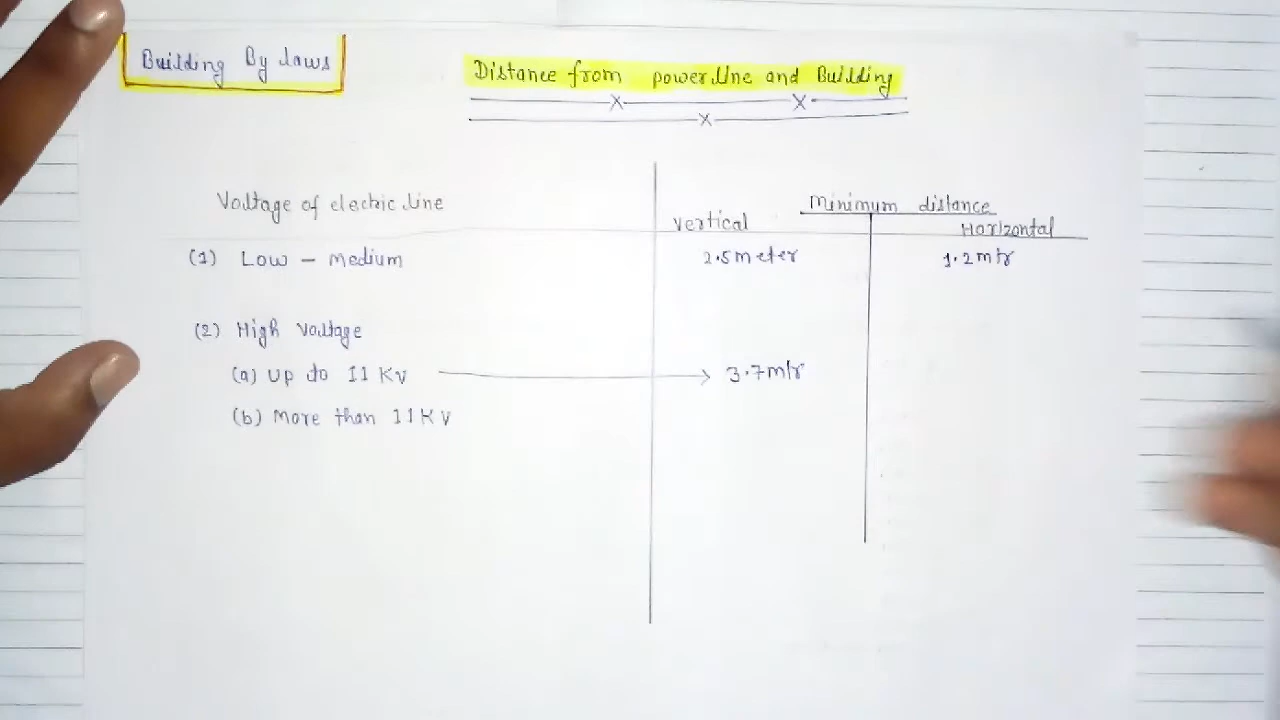 Building By laws
Distance from powerline and Building
Voltage of electric line
Minimum distance
Vertical
Horizontal
(1) Low - medium
2.5 meter
1.2 mtr
(2) High Voltage
(a) Up to 11 KV
3.7 mtr
(b) More than 11 KV